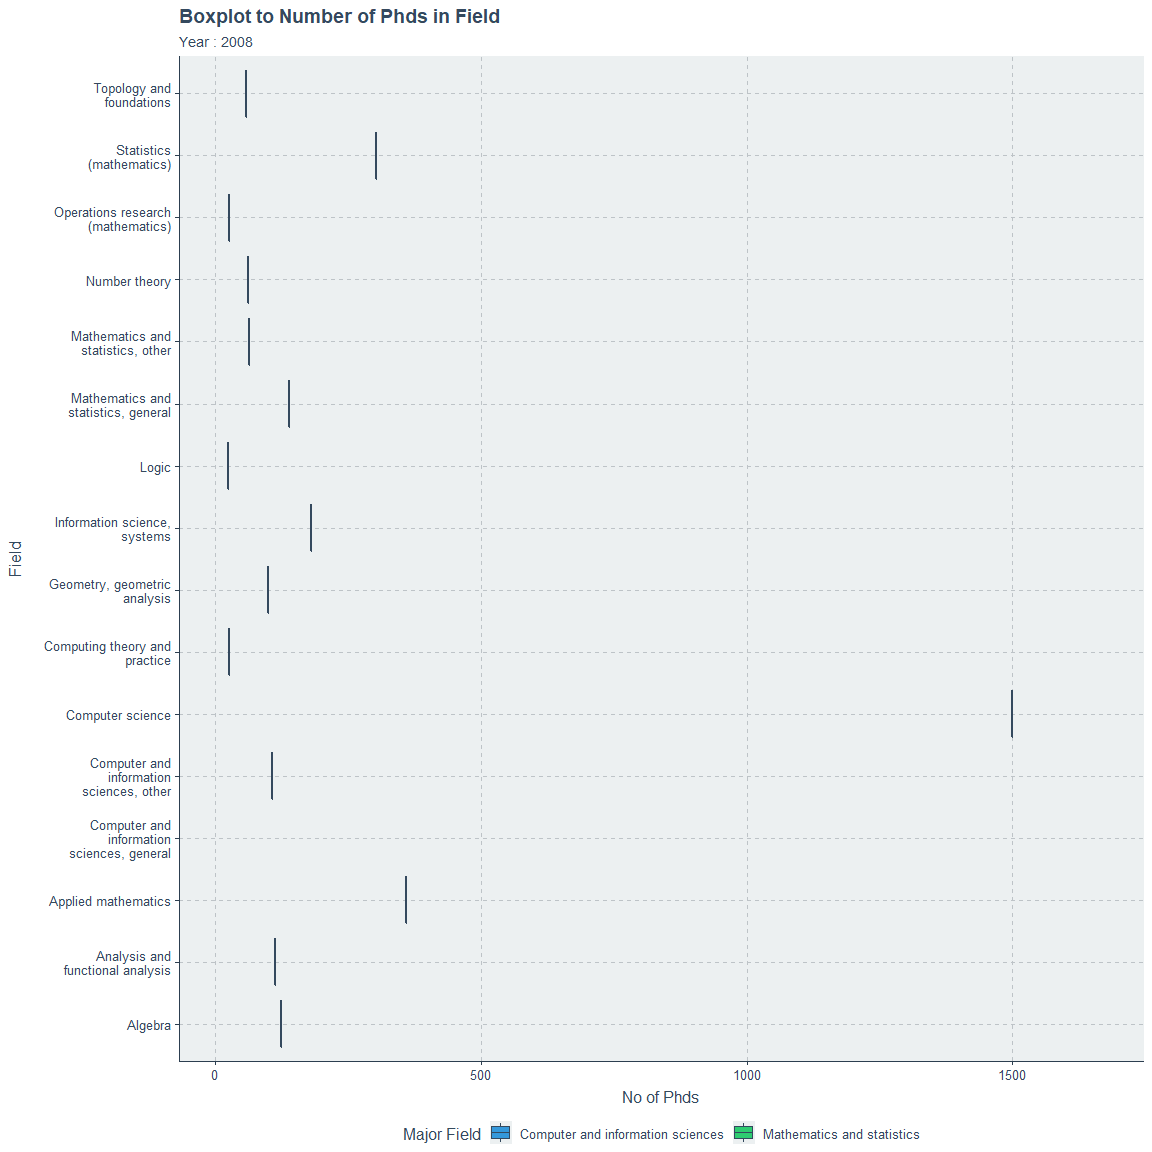 Boxplot to Number of Phds in Field
Year : 2008
Topology and
foundations
Statistics
(mathematics)
Operations research
(mathematics)
Number theory
Mathematics and
statistics, other
Mathematics and
statistics, general
Logic
Information science,
systems
Geometry, geometric
analysis
Computing theory and
practice
Computer science
Computer and
information
sciences, other
Computer and
information
sciences, general
Applied mathematics
Analysis and
functional analysis
Algebra
Field
0 500 1000 1500
No of Phds
Major Field Computer and information sciences Mathematics and statistics